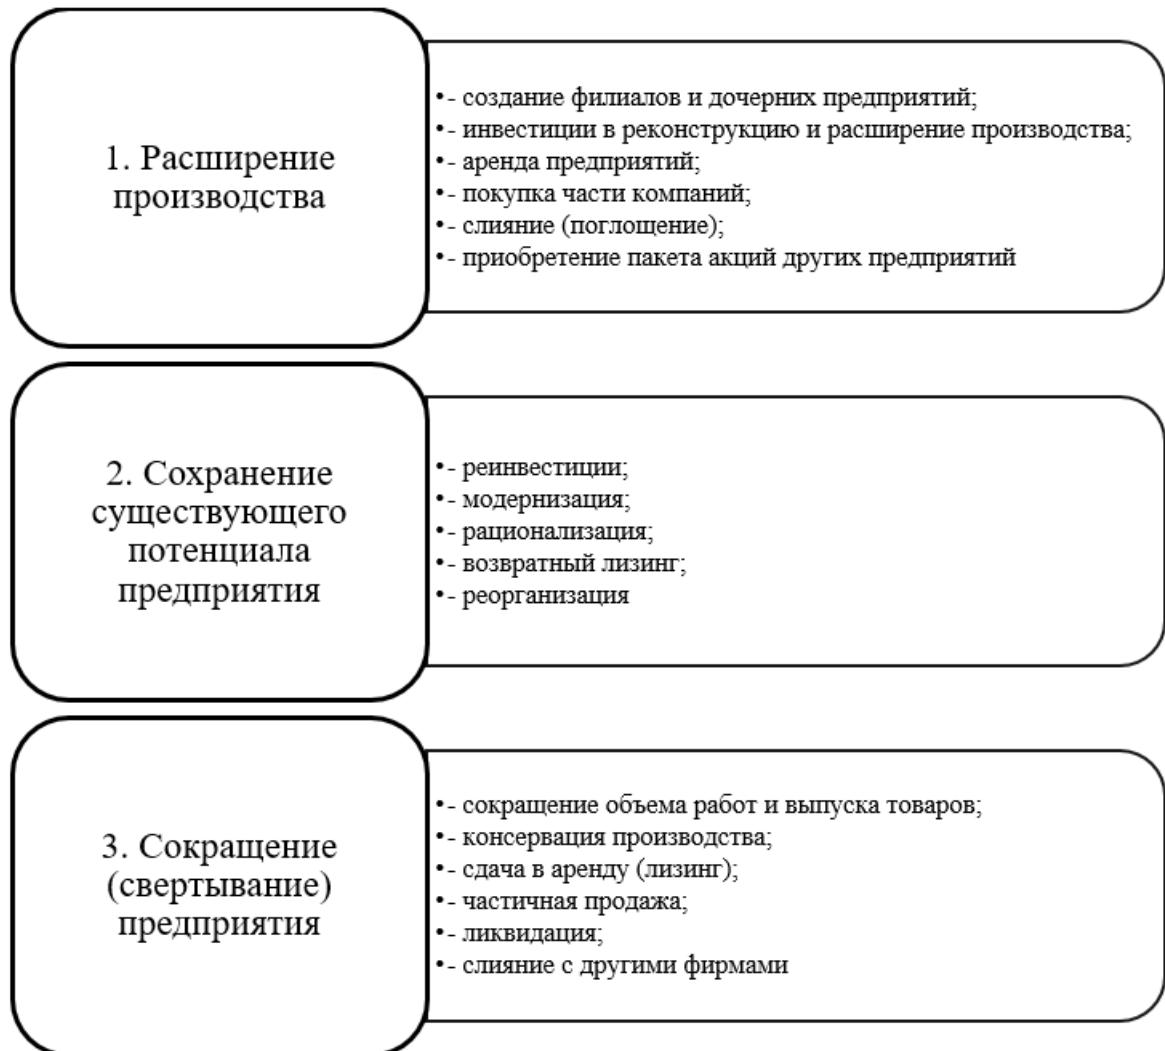 1. Расширение
производства
•- создание филиалов и дочерних предприятий;
•- инвестиции в реконструкцию и расширение производства;
•- аренда предприятий;
•- покупка части компаний;
•- слияние (поглощение);
•- приобретение пакета акций других предприятий
2. Сохранение
существующего
потенциала
предприятия
•- реинвестиции;
•- модернизация;
•- рационализация;
•- возвратный лизинг;
•- реорганизация
3. Сокращение
(свертывание)
предприятия
•- сокращение объема работ и выпуска товаров;
•- консервация производства;
•- сдача в аренду (лизинг);
•- частичная продажа;
•- ликвидация;
•- слияние с другими фирмами